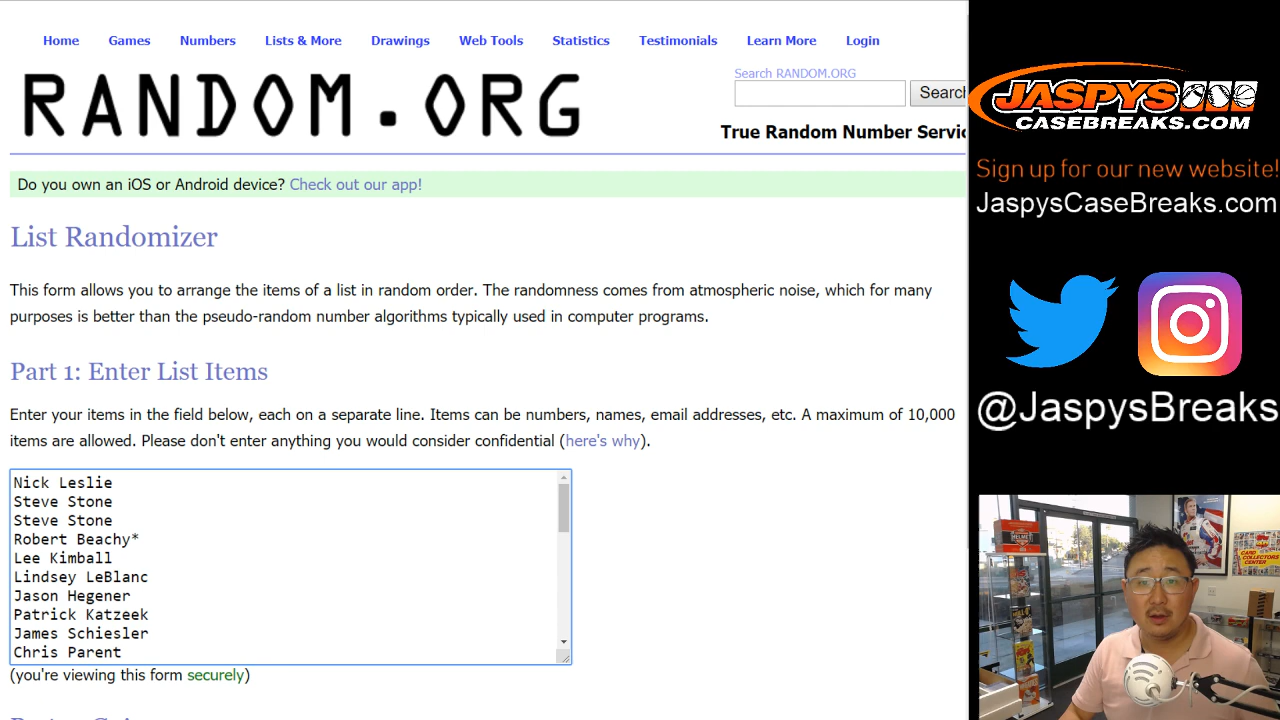 Home Games Numbers Lists & More Drawings Web Tools Statistics Testimonials Learn More Login
RANDOM.ORG
Search RANDOM.ORG
Search
True Random Number Servic
Do you own an iOS or Android device? Check out our app!
List Randomizer
This form allows you to arrange the items of a list in random order. The randomness comes from atmospheric noise, which for many
purposes is better than the pseudo-random number algorithms typically used in computer programs.
Part 1: Enter List Items
Enter your items in the field below, each on a separate line. Items can be numbers, names, email addresses, etc. A maximum of 10,000
items are allowed. Please don't enter anything you would consider confidential (here's why).
Nick Leslie
Steve Stone
Steve Stone
Robert Beachy*
Lee Kimball
Lindsey LeBlanc
Jason Hegener
Patrick Katzeek
James Schiesler
Chris Parent
(you're viewing this form securely)
JASPYS
CASEBREAKS.COM
Sign up for our new website!
JaspysCaseBreaks.com
@JaspysBreaks
HELMET
CARD
COLLECTORS
CENTER